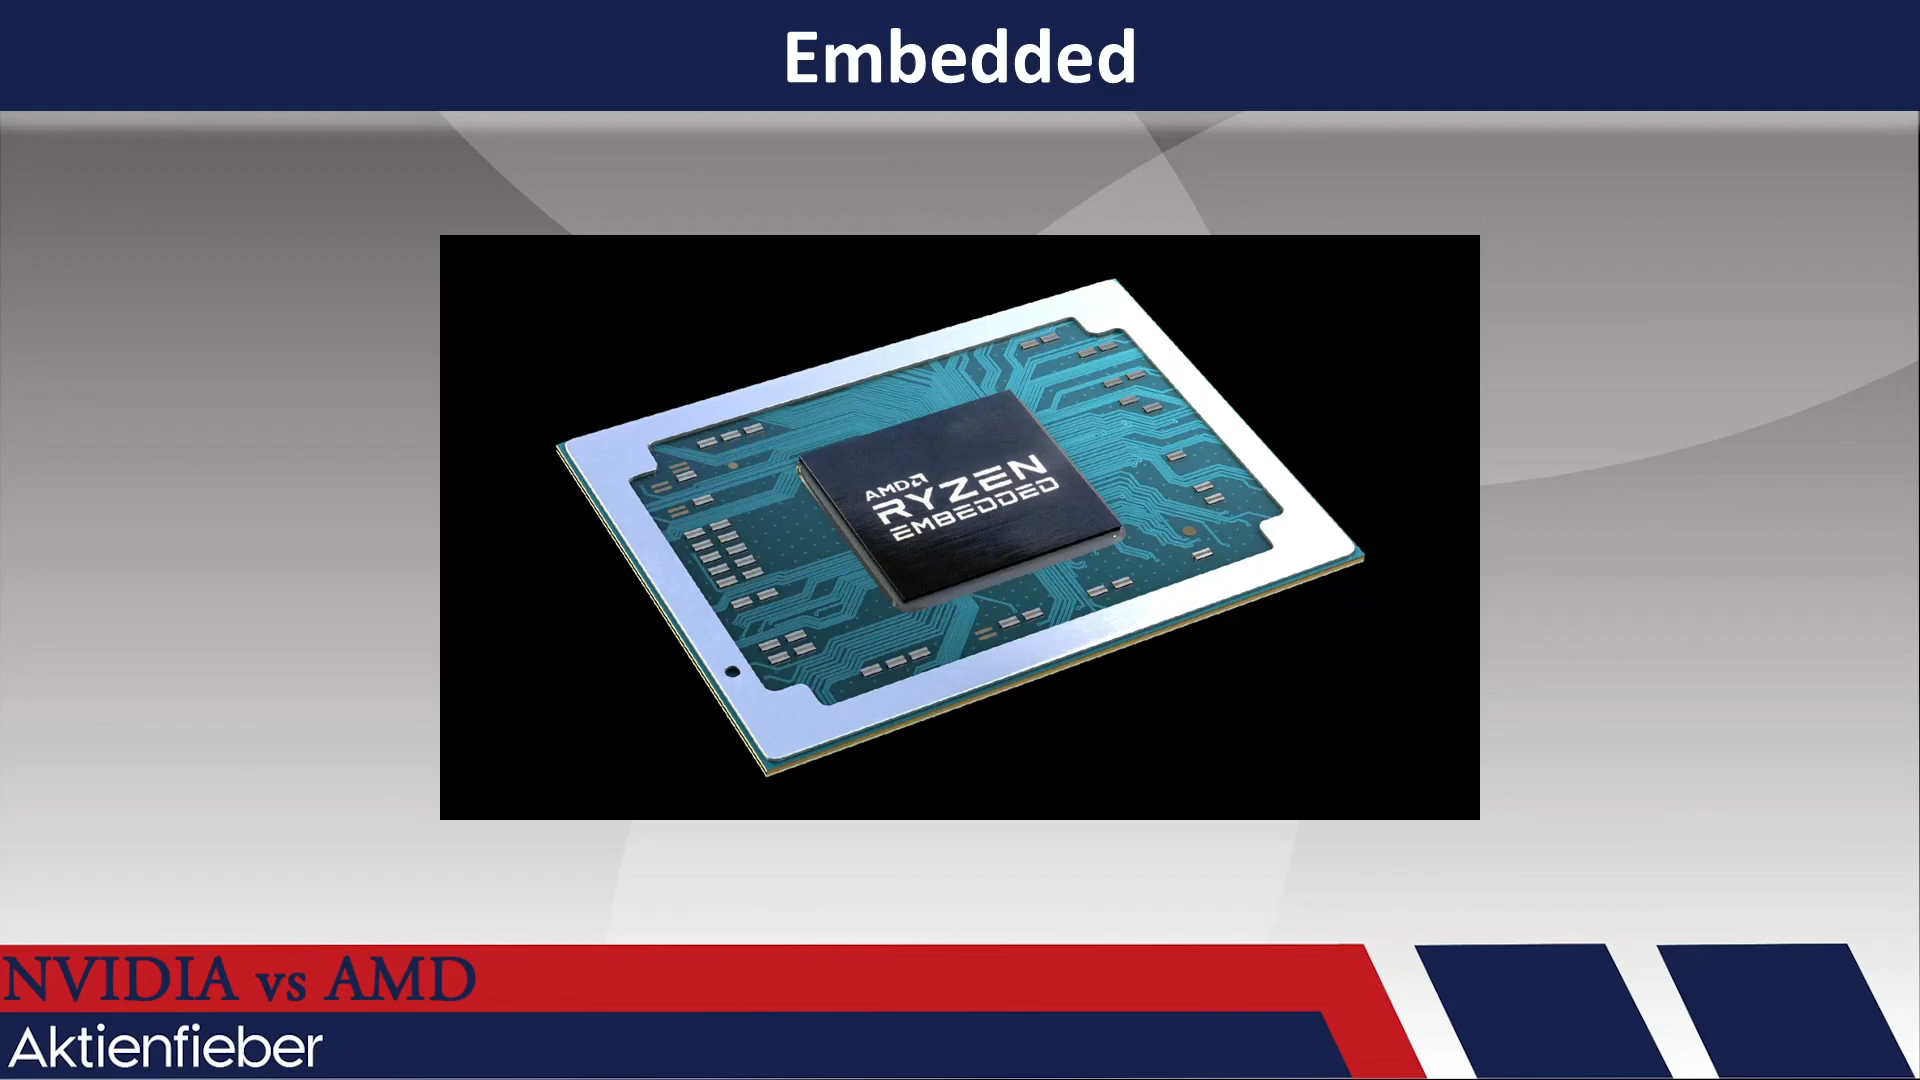 Embedded
AMD
RYZEN
EMBEDDED
NVIDIA vs AMD
Aktienfieber